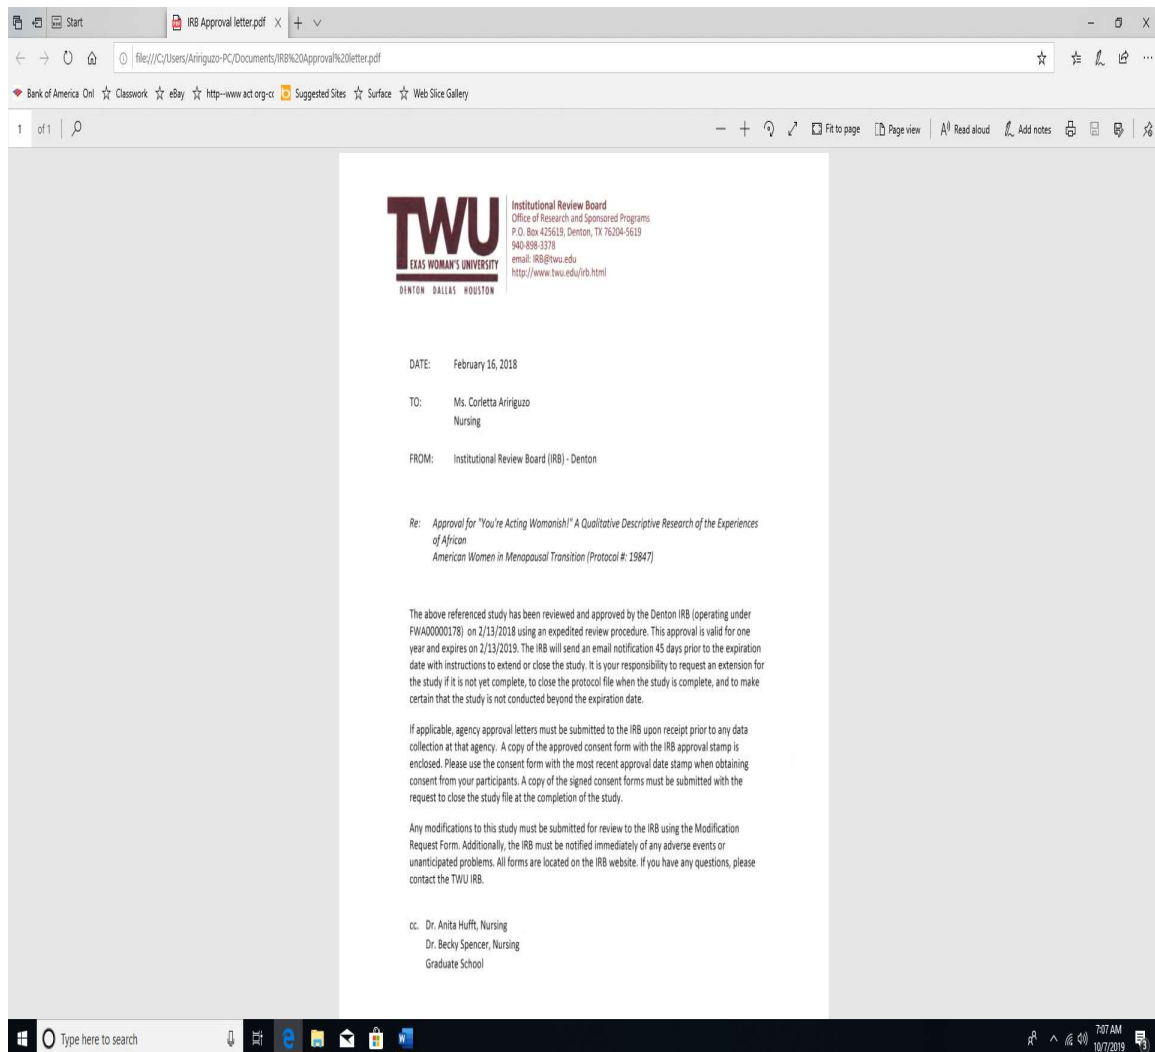 Start
IRB Approval letter.pdf
file:///C:/Users/Aririguzo-PC/Documents/IRB%20Approval%20letter.pdf
Bank of America Onl Classwork eBay http--www act org-cc Suggested Sites Surface Web Slice Gallery
1 of 1 Fit to page Page view Read aloud Add notes
TWU
EXAS WOMAN'S UNIVERSITY
DENTON DALLAS HOUSTON
Institutional Review Board
Office of Research and Sponsored Programs
P.O. Box 425619, Denton, TX 76204-5619
940-898-3378
email: IRB@twu.edu
http://www.twu.edu/irb.html
DATE: February 16, 2018
TO: Ms. Corletta Aririguzo
Nursing
FROM: Institutional Review Board (IRB) - Denton
Re: Approval for "You're Acting Womanish!" A Qualitative Descriptive Research of the Experiences
of African
American Women in Menopausal Transition (Protocol #: 19847)
The above referenced study has been reviewed and approved by the Denton IRB (operating under
FWA00000178) on 2/13/2018 using an expedited review procedure. This approval is valid for one
year and expires on 2/13/2019. The IRB will send an email notification 45 days prior to the expiration
date with instructions to extend or close the study. It is your responsibility to request an extension for
the study if it is not yet complete, to close the protocol file when the study is complete, and to make
certain that the study is not conducted beyond the expiration date.
If applicable, agency approval letters must be submitted to the IRB upon receipt prior to any data
collection at that agency. A copy of the approved consent form with the IRB approval stamp is
enclosed. Please use the consent form with the most recent approval date stamp when obtaining
consent from your participants. A copy of the signed consent forms must be submitted with the
request to close the study file at the completion of the study.
Any modifications to this study must be submitted for review to the IRB using the Modification
Request Form. Additionally, the IRB must be notified immediately of any adverse events or
unanticipated problems. All forms are located on the IRB website. If you have any questions, please
contact the TWU IRB.
cc. Dr. Anita Hufft, Nursing
Dr. Becky Spencer, Nursing
Graduate School
Type here to search
7:07 AM
10/7/2019